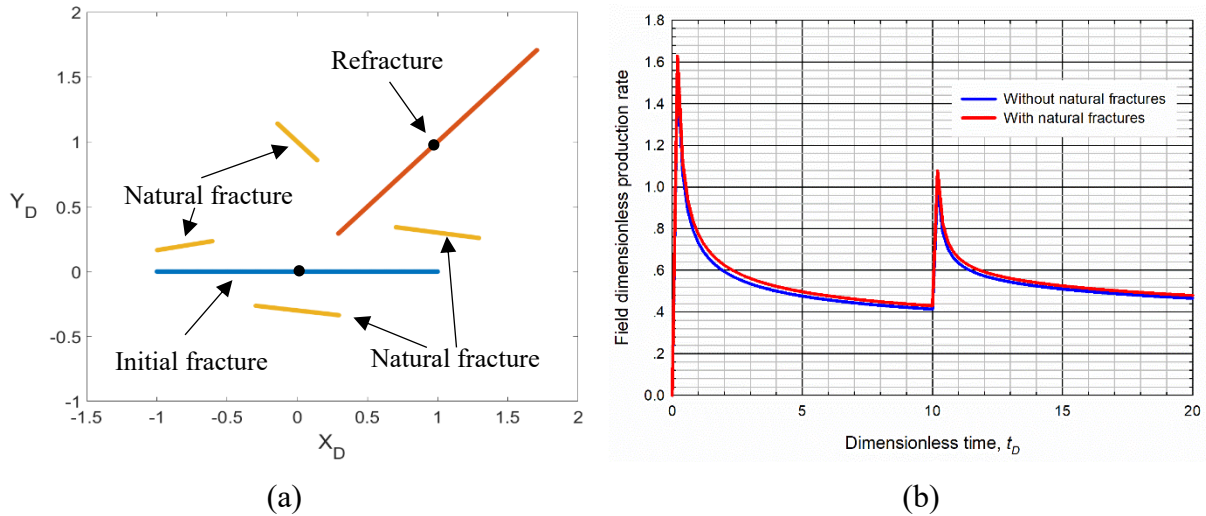 2
1.5
1
0.5
0
-0.5
-1
Y_D
-1.5
-1
-0.5
0
0.5
1
1.5
2
X_D
Refracture
Natural fracture
Initial fracture
Natural fracture
(a)
1.8
1.6
1.4
1.2
1.0
.8
.6
.4
.2
0.0
Field dimensionless production rate
Without natural fractures
With natural fractures
0
5
10
15
20
Dimensionless time, t_D
(b)